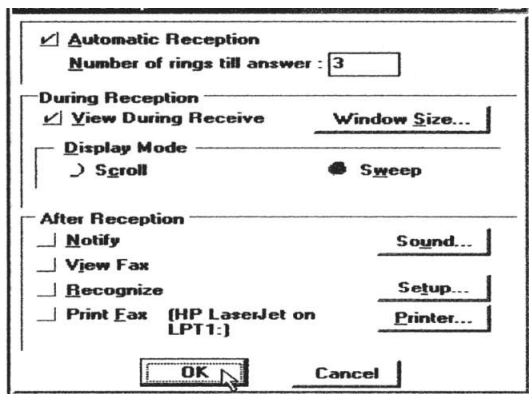 Automatic Reception
Number of rings till answer : 3
During Reception
View During Receive Window Size...
Display Mode
Scroll Sweep
After Reception
Notify Sound...
View Fax
Recognize Setup...
Print Fax (HP LaserJet on
LPT1:) Printer...
OK Cancel